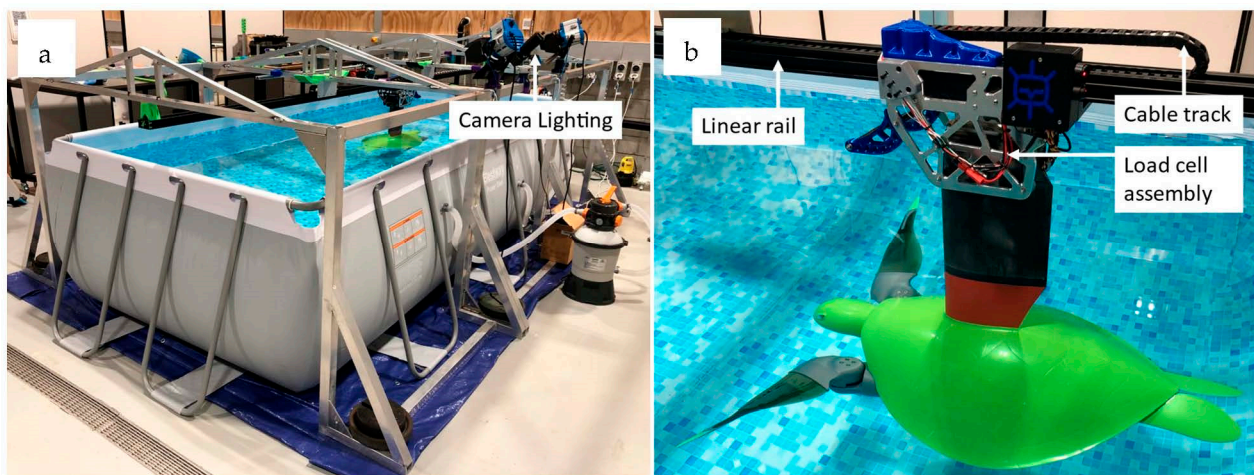 a
Camera Lighting
b
Linear rail
Cable track
Load cell
assembly